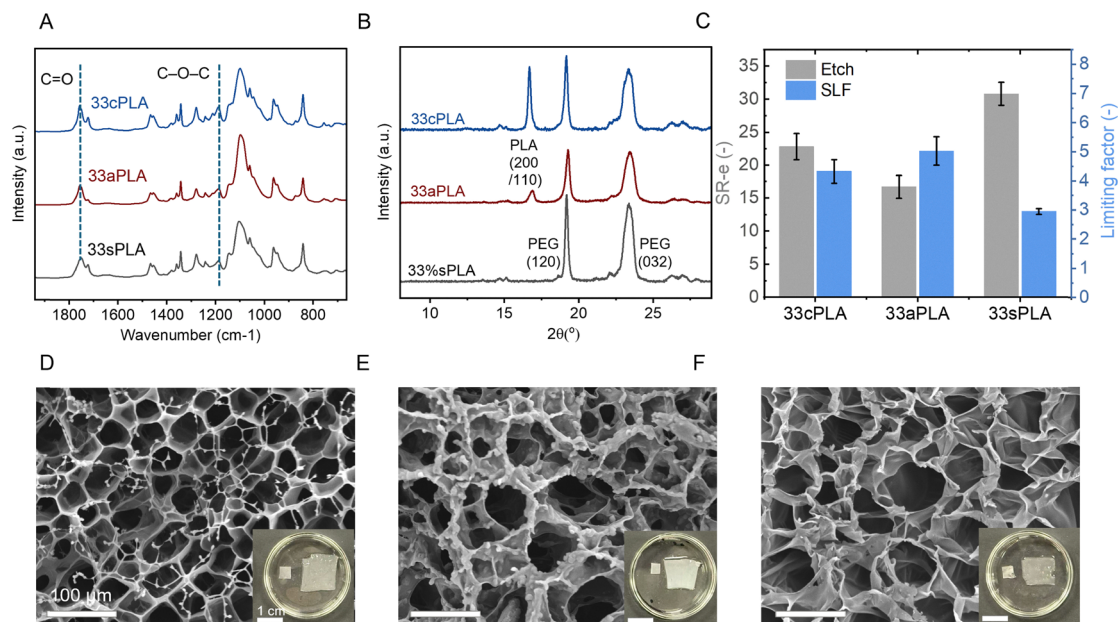 A
B
C
C=O
C–O–C
33cPLA
33aPLA
33sPLA
Intensity (a.u.)
1800 1600 1400 1200 1000 800
Wavenumber (cm-1)
33cPLA
PLA
(200
/110)
33aPLA
PEG
(120)
PEG
(032)
33%sPLA
Intensity (a.u.)
10 15 20 25
2θ(°)
Etch
SLF
SR-e (-)
35
30
25
20
15
10
5
0
Limiting factor (-)
8
7
6
5
4
3
2
1
0
33cPLA 33aPLA 33sPLA
D
E
F
100 μm
1 cm